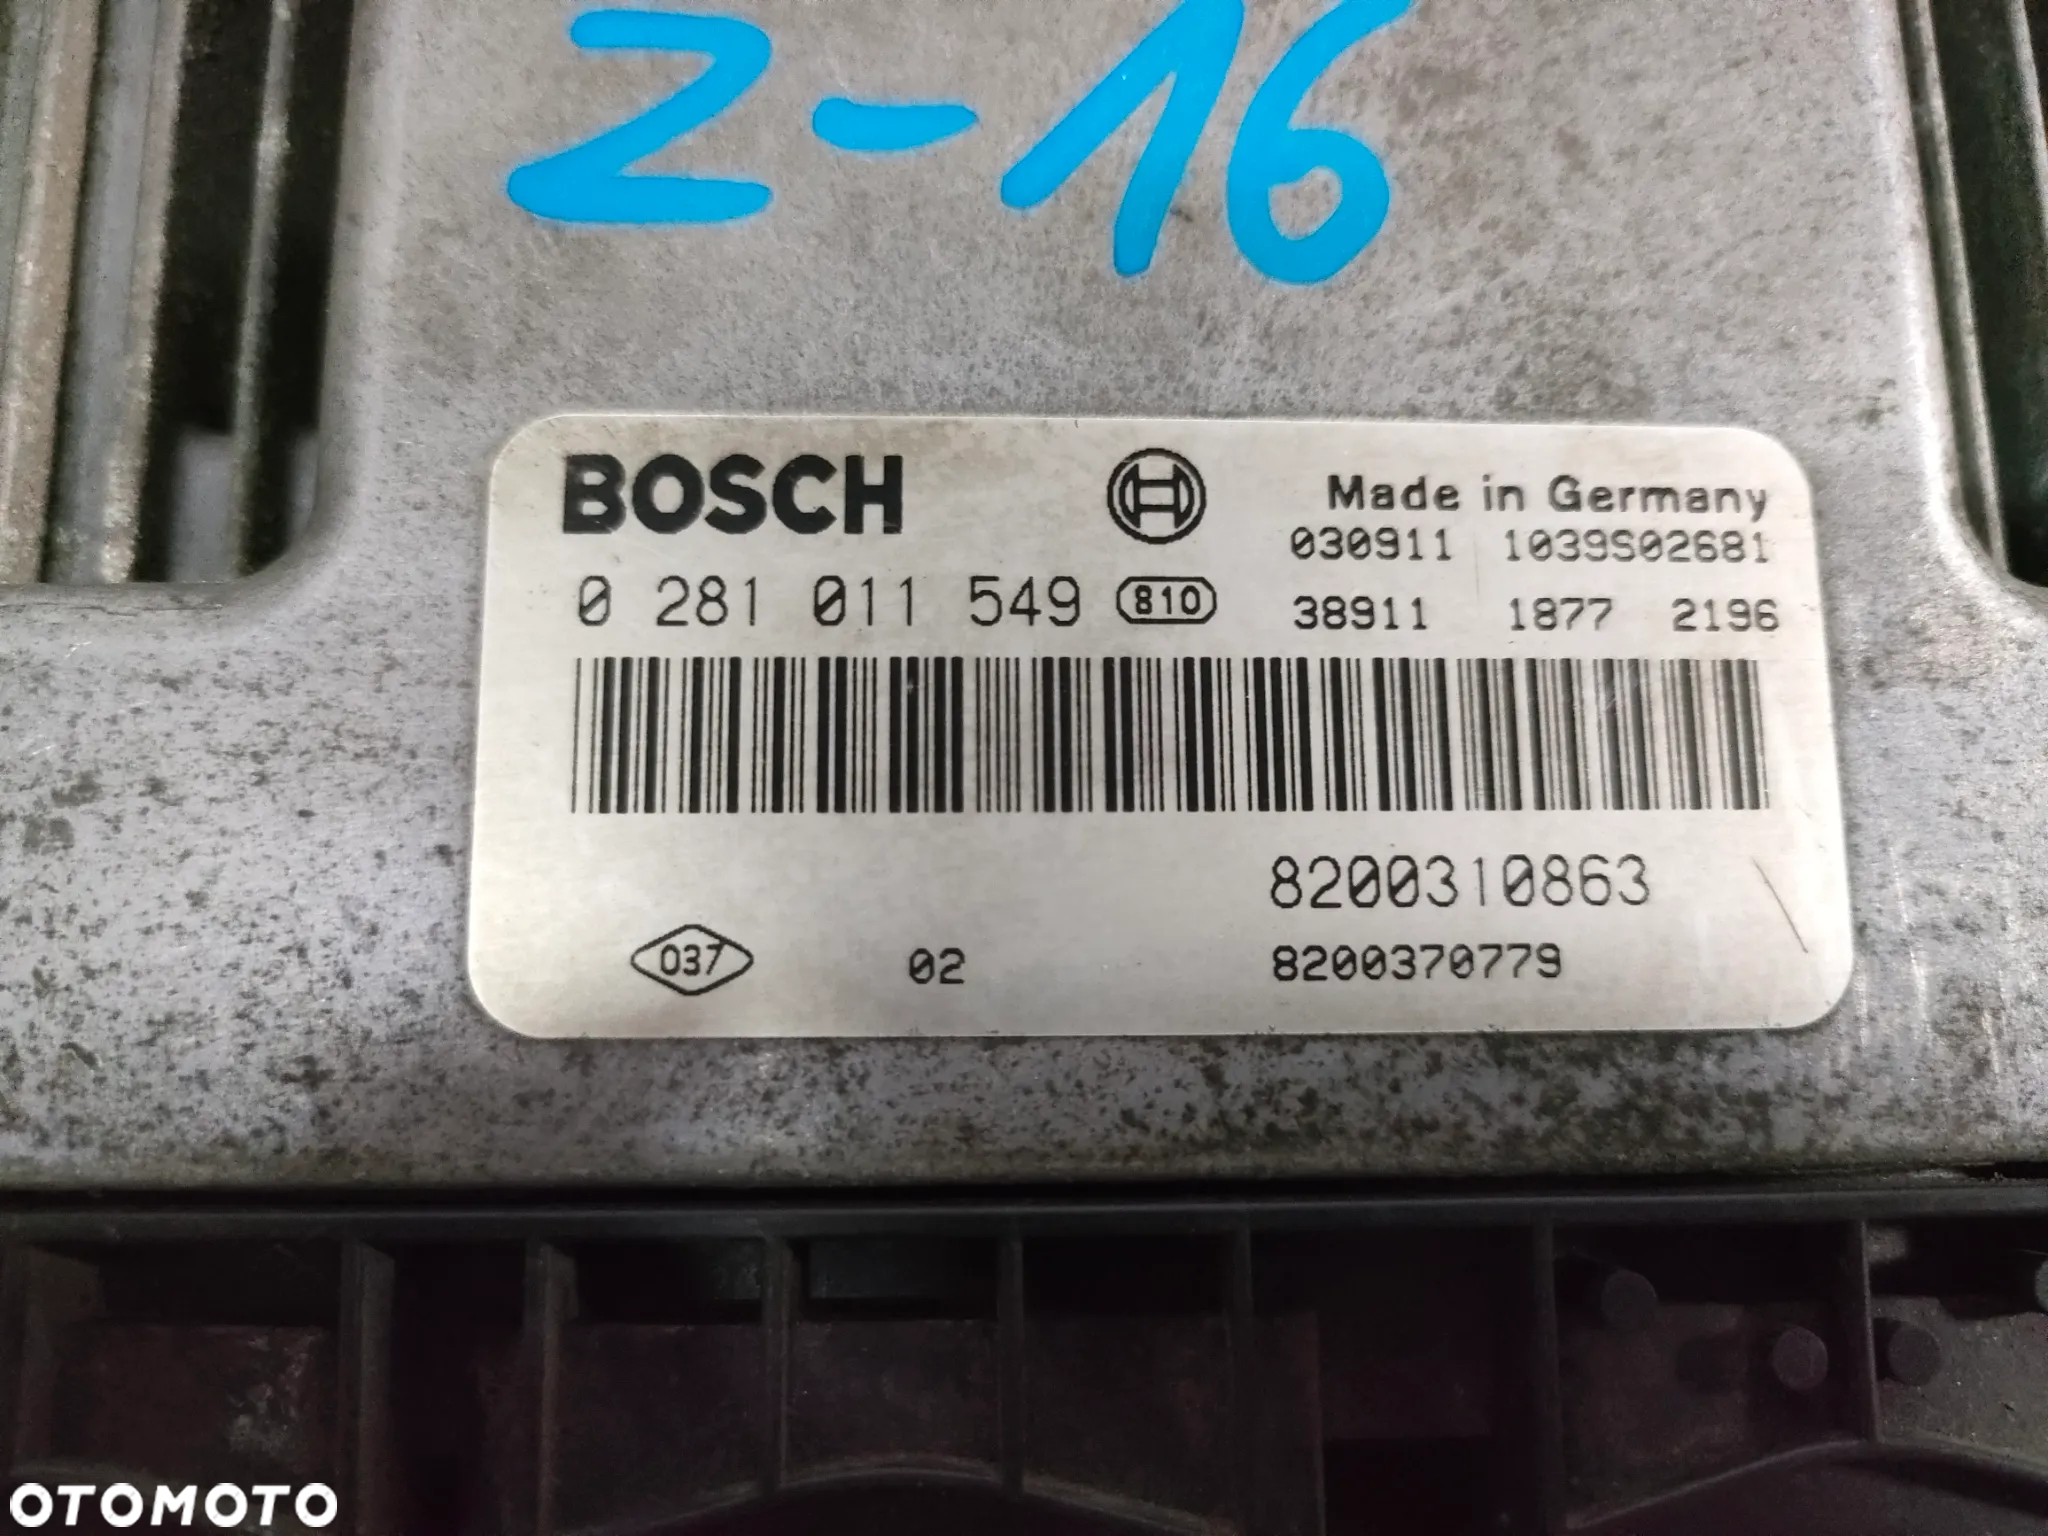 Z-16
BOSCH Made in Germany
030911 1039S02681
0 281 011 549 810 38911 1877 2196
8200310863
037 02 8200370779
OTOMOTO